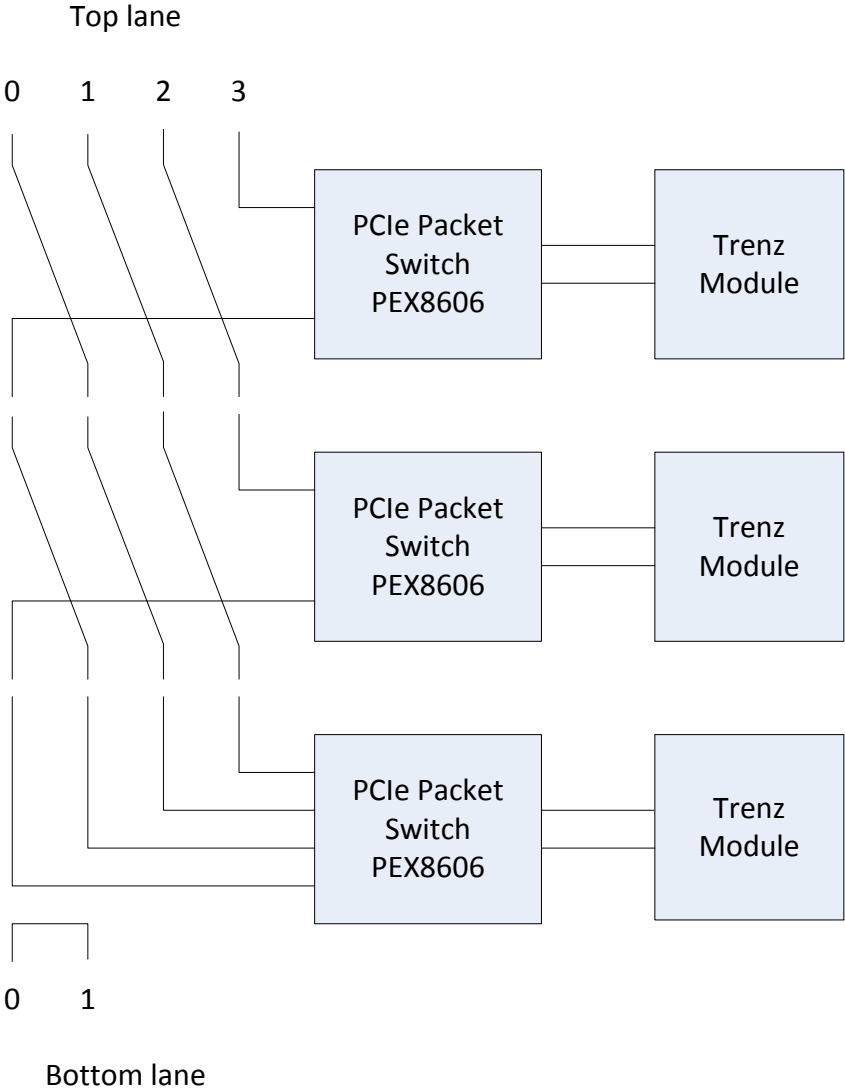 Top lane
0 1 2 3
PCIe Packet
Switch
PEX8606
Trenz
Module
PCIe Packet
Switch
PEX8606
Trenz
Module
PCIe Packet
Switch
PEX8606
Trenz
Module
0 1
Bottom lane